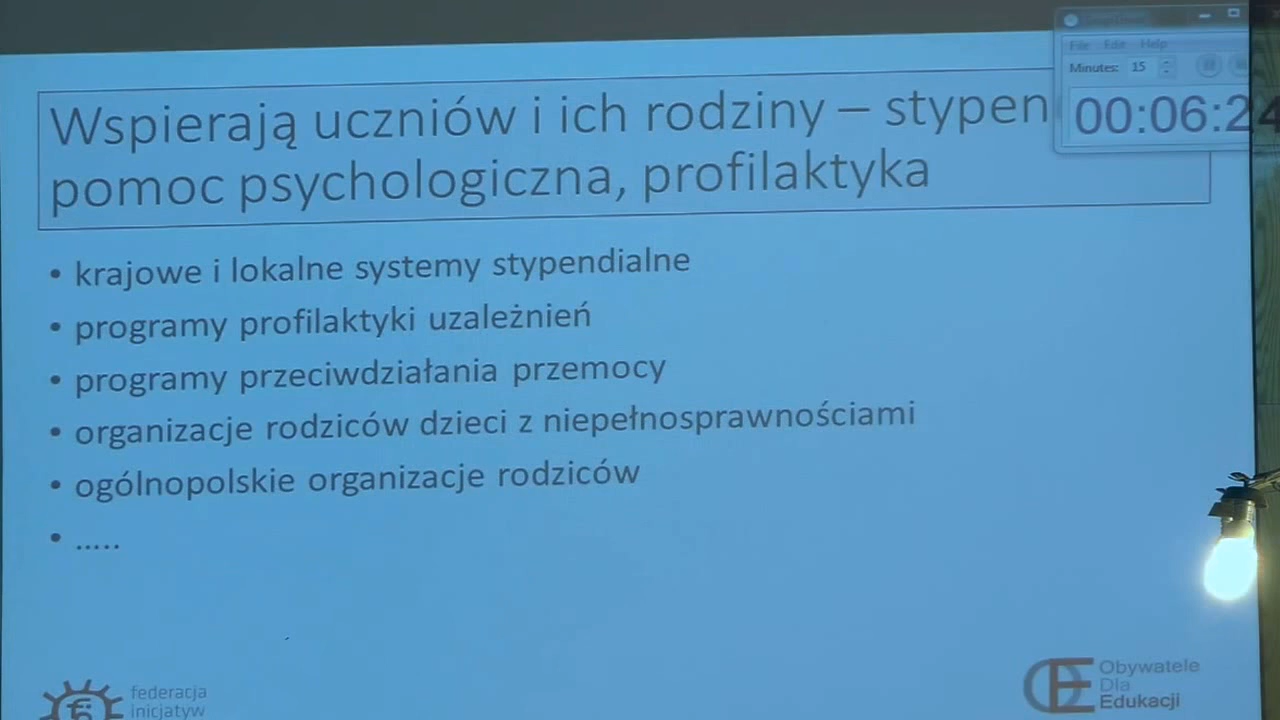 File Edit Help
Minutes: 15
00:06:24
Wspierają uczniów i ich rodziny – stypen
pomoc psychologiczna, profilaktyka
• krajowe i lokalne systemy stypendialne
• programy profilaktyki uzależnień
• programy przeciwdziałania przemocy
• organizacje rodziców dzieci z niepełnosprawnościami
• ogólnopolskie organizacje rodziców
• .....
federacja
inicjatyw
Obywatele
Dla
Edukacji